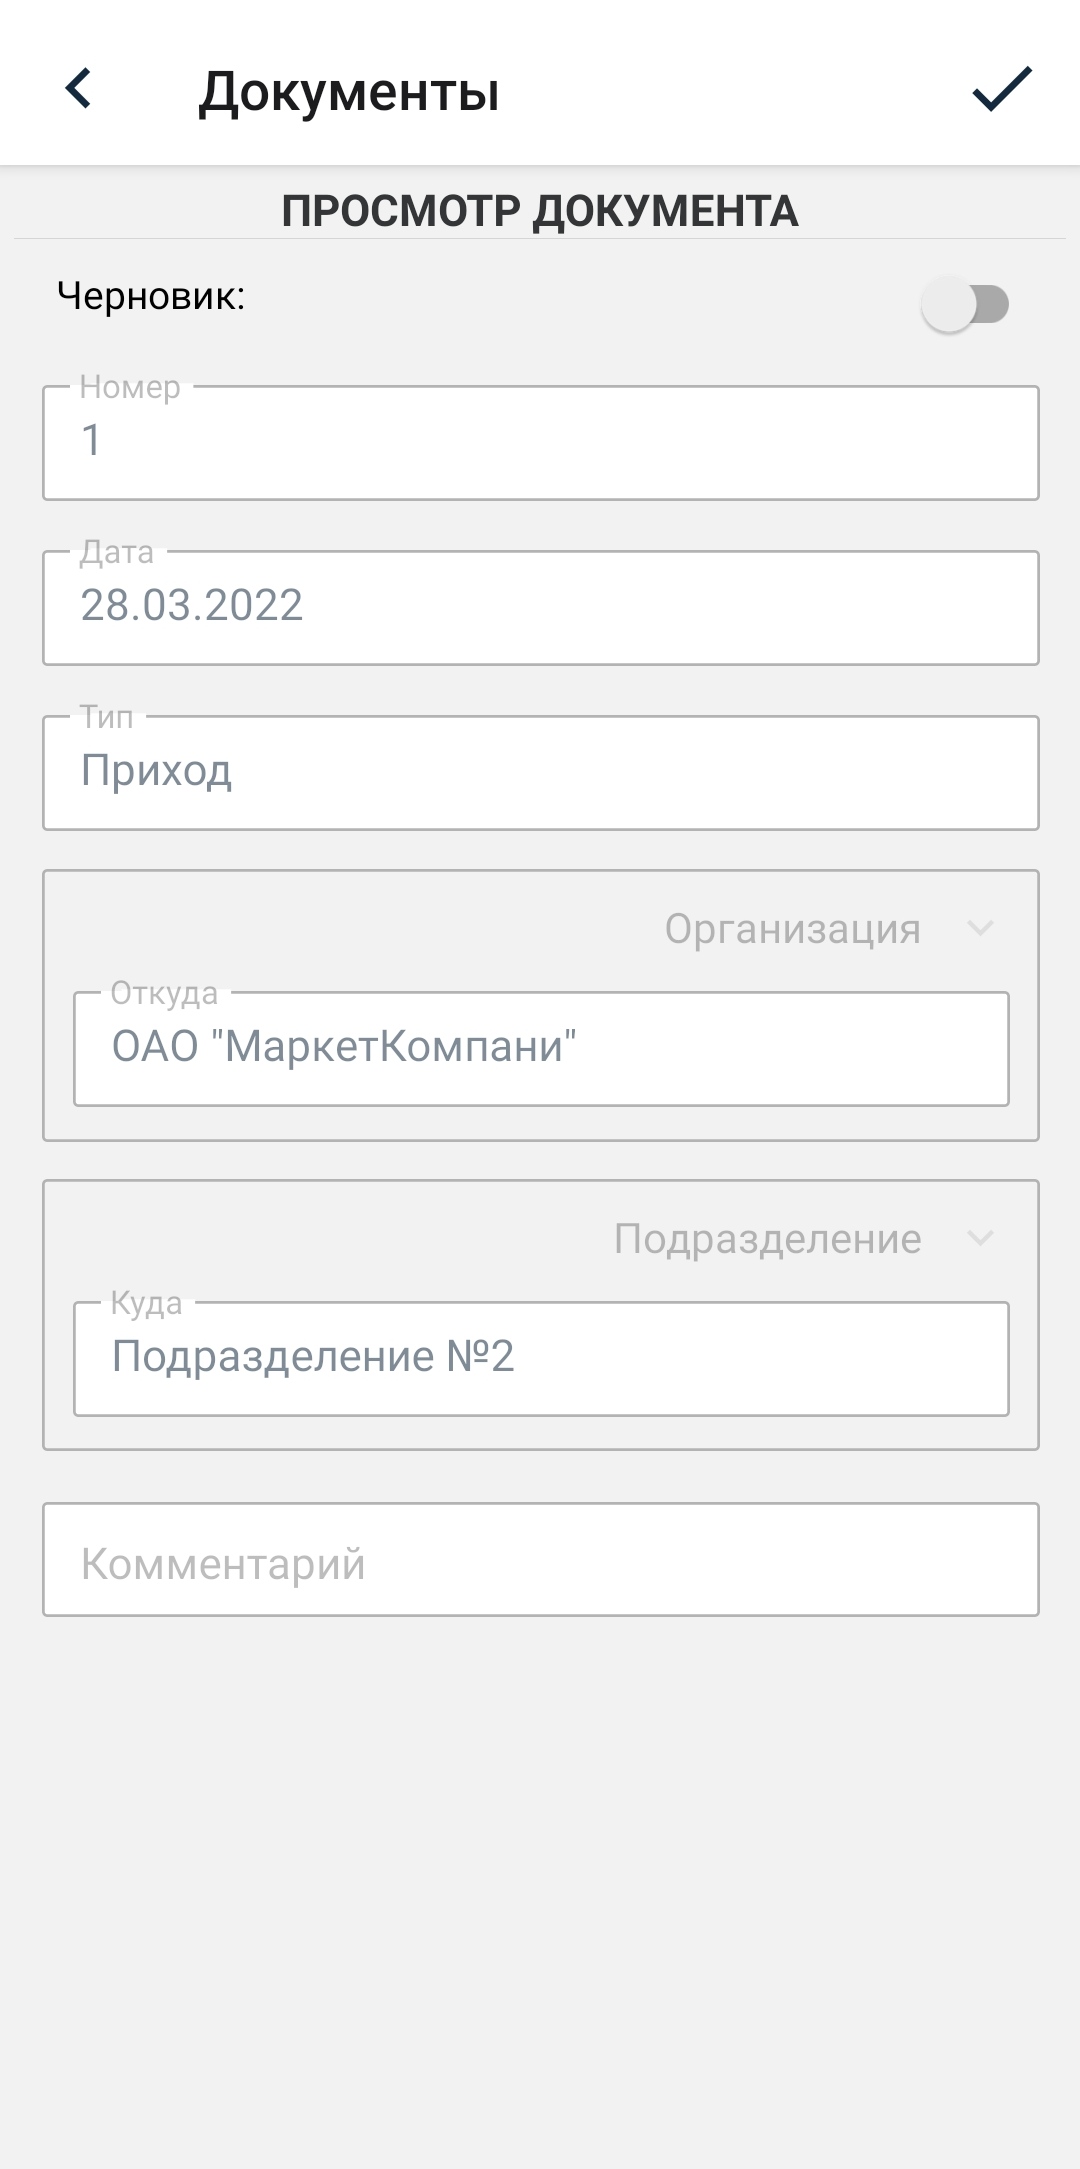 Документы
ПРОСМОТР ДОКУМЕНТА
Черновик:
Номер
1
Дата
28.03.2022
Тип
Приход
Организация
Откуда
ОАО "МаркетКомпани"
Подразделение
Куда
Подразделение №2
Комментарий